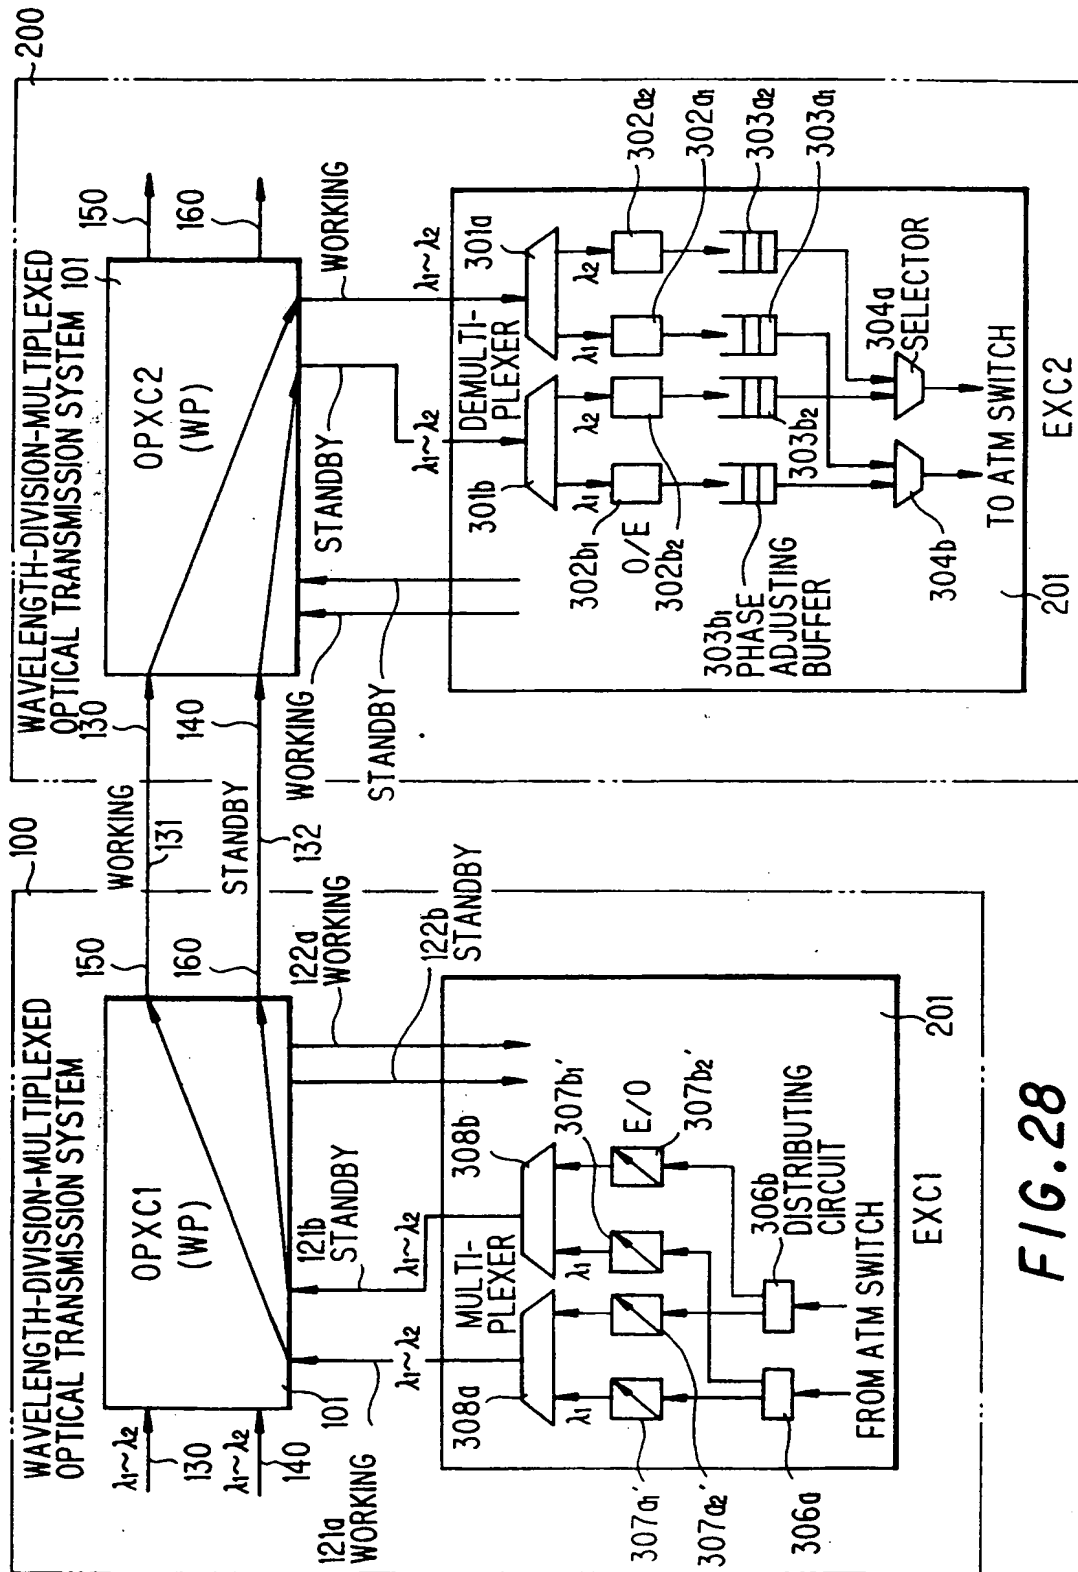 WAVELENGTH-DIVISION-MULTIPLEXED
OPTICAL TRANSMISSION SYSTEM
100
λ1~λ2
130
λ1~λ2
140
101
OPXC1
(WP)
150
160
WORKING
131
STANDBY
132
121a
WORKING
λ1~λ2
121b
STANDBY
λ1~λ2
122a
WORKING
122b
STANDBY
308a
MULTI-
PLEXER
308b
λ1
λ1
307a1'
307a2'
307b1'
E/O
307b2'
306a
306b
DISTRIBUTING
CIRCUIT
FROM ATM SWITCH
201
EXC1
WAVELENGTH-DIVISION-MULTIPLEXED
OPTICAL TRANSMISSION SYSTEM 101
200
130
140
OPXC2
(WP)
150
160
WORKING
STANDBY
STANDBY
WORKING
λ1~λ2
λ1~λ2
301b
DEMULTI-
PLEXER
301a
λ1
λ2
λ1
λ2
302b1
O/E
302b2
302a2
302a1
303b1
PHASE
ADJUSTING
BUFFER
303b2
303a2
303a1
304b
304a
SELECTOR
TO ATM SWITCH
201
EXC2
FIG.28